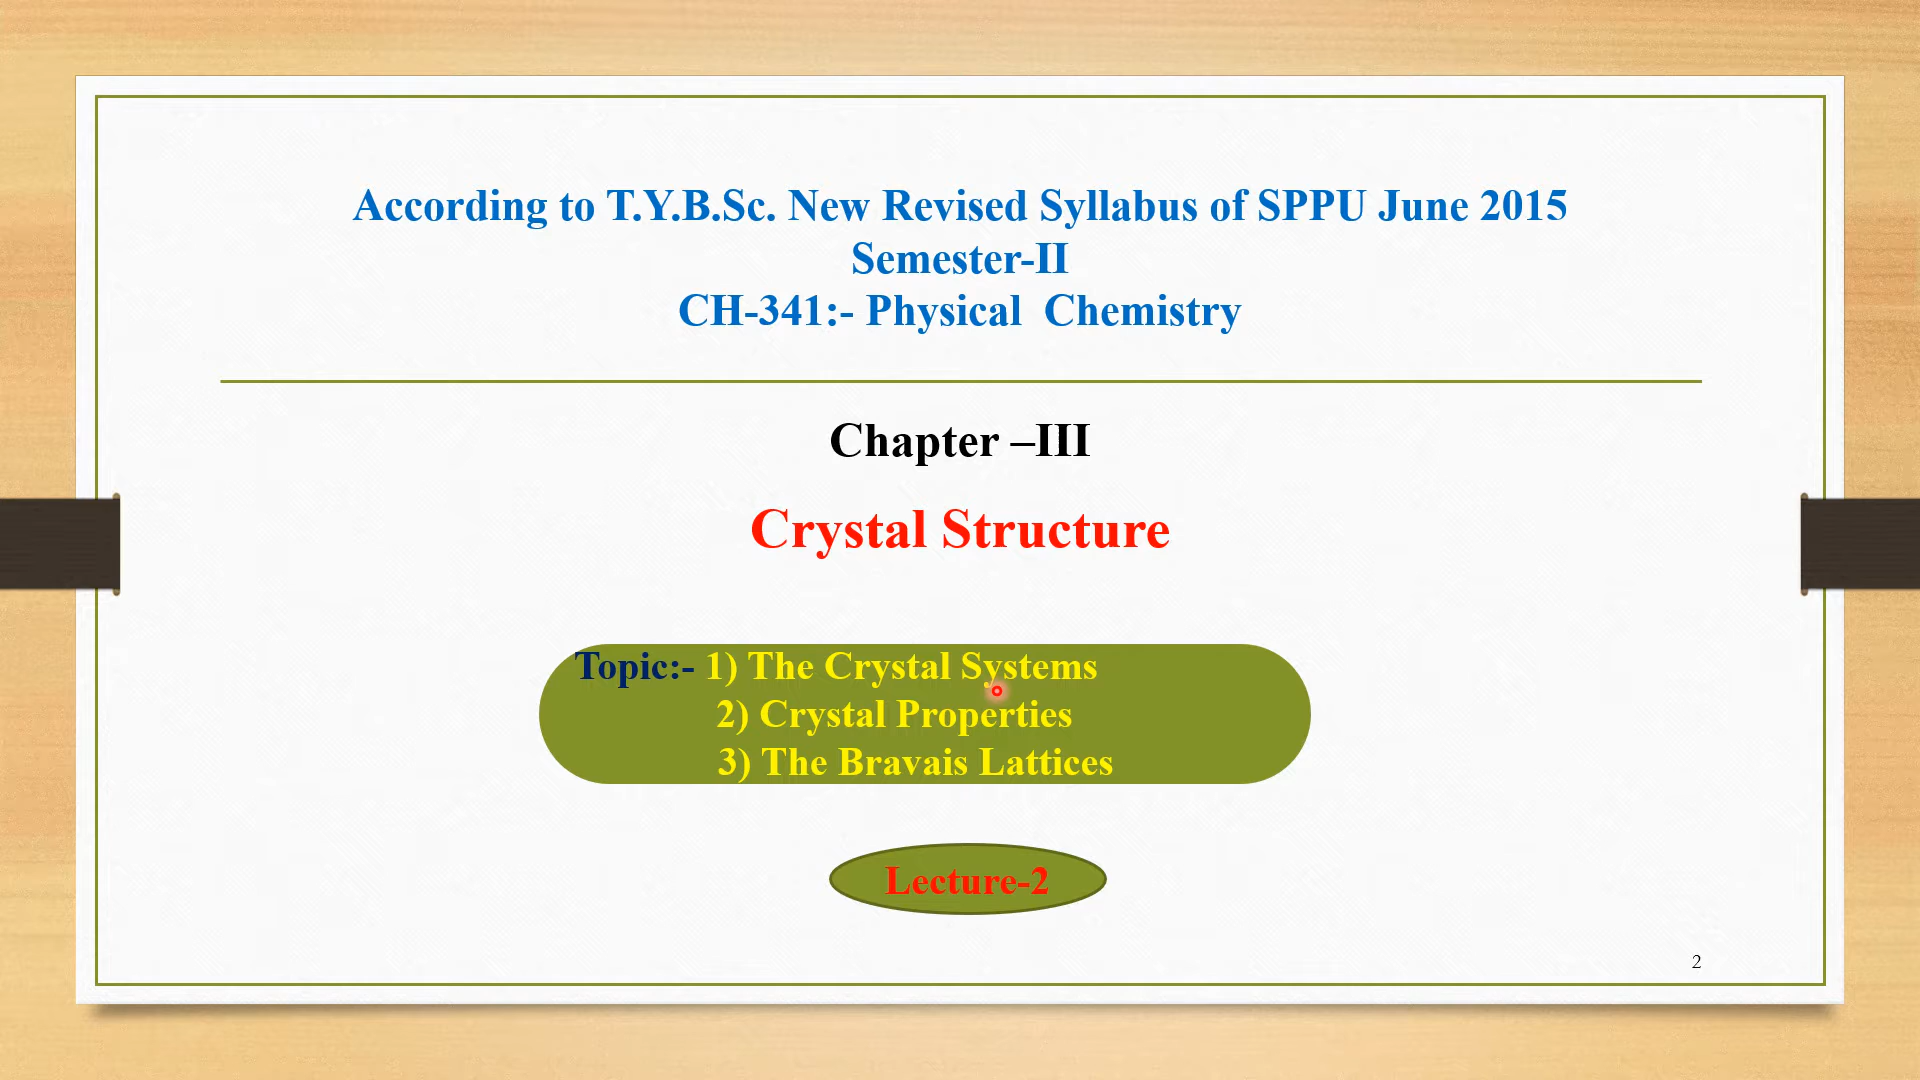 According to T.Y.B.Sc. New Revised Syllabus of SPPU June 2015
Semester-II
CH-341:- Physical  Chemistry
Chapter –III
Crystal Structure
Topic:- 1) The Crystal Systems
2) Crystal Properties
3) The Bravais Lattices
Lecture-2
2